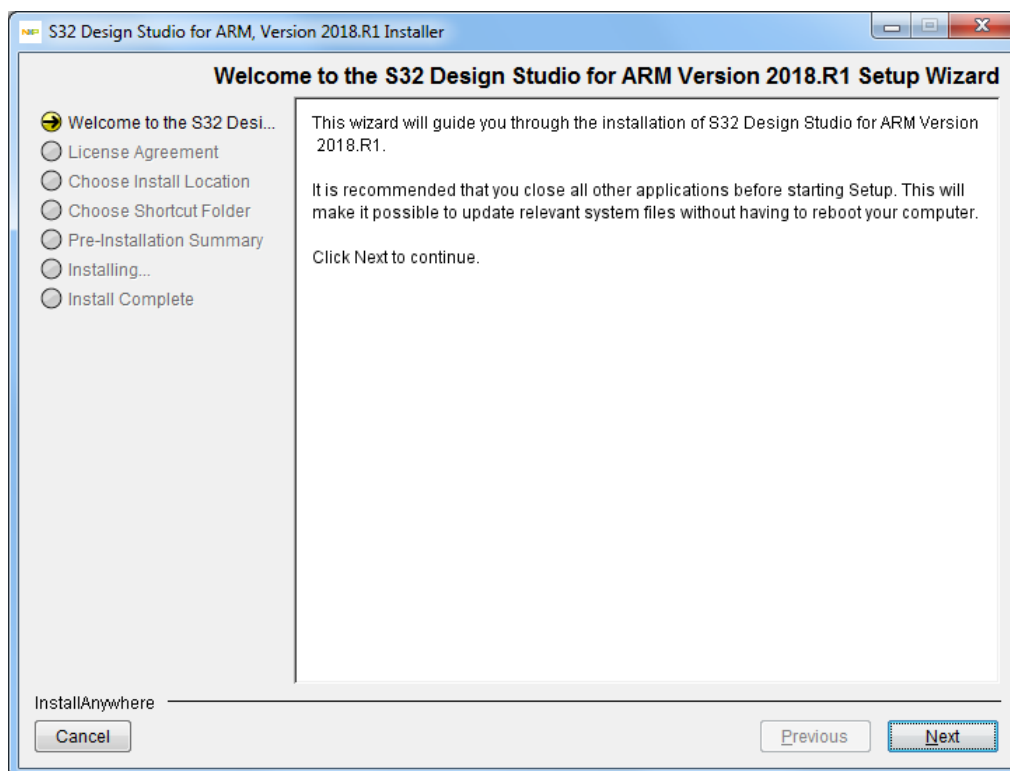 NXP S32 Design Studio for ARM, Version 2018.R1 Installer
Welcome to the S32 Design Studio for ARM Version 2018.R1 Setup Wizard
Welcome to the S32 Desi...
License Agreement
Choose Install Location
Choose Shortcut Folder
Pre-Installation Summary
Installing...
Install Complete
This wizard will guide you through the installation of S32 Design Studio for ARM Version
2018.R1.
It is recommended that you close all other applications before starting Setup. This will
make it possible to update relevant system files without having to reboot your computer.
Click Next to continue.
InstallAnywhere
Cancel
Previous
Next